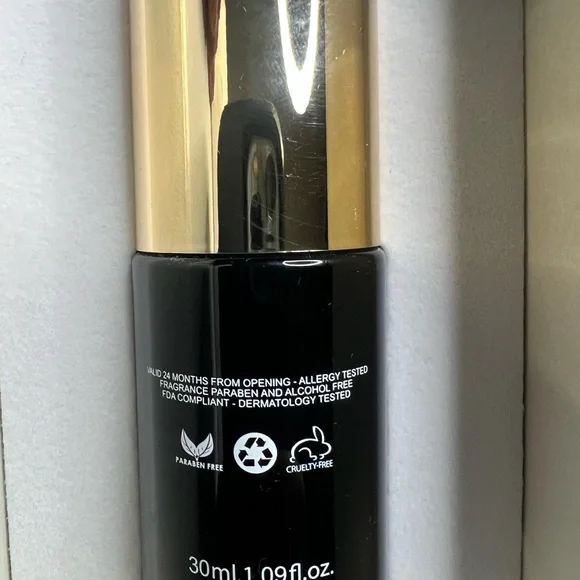 VALID 24 MONTHS FROM OPENING - ALLERGY TESTED
FRAGRANCE PARABEN AND ALCOHOL FREE
FDA COMPLIANT - DERMATOLOGY TESTED
PARABEN FREE
CRUELTY-FREE
30ml.1.09fl.oz.